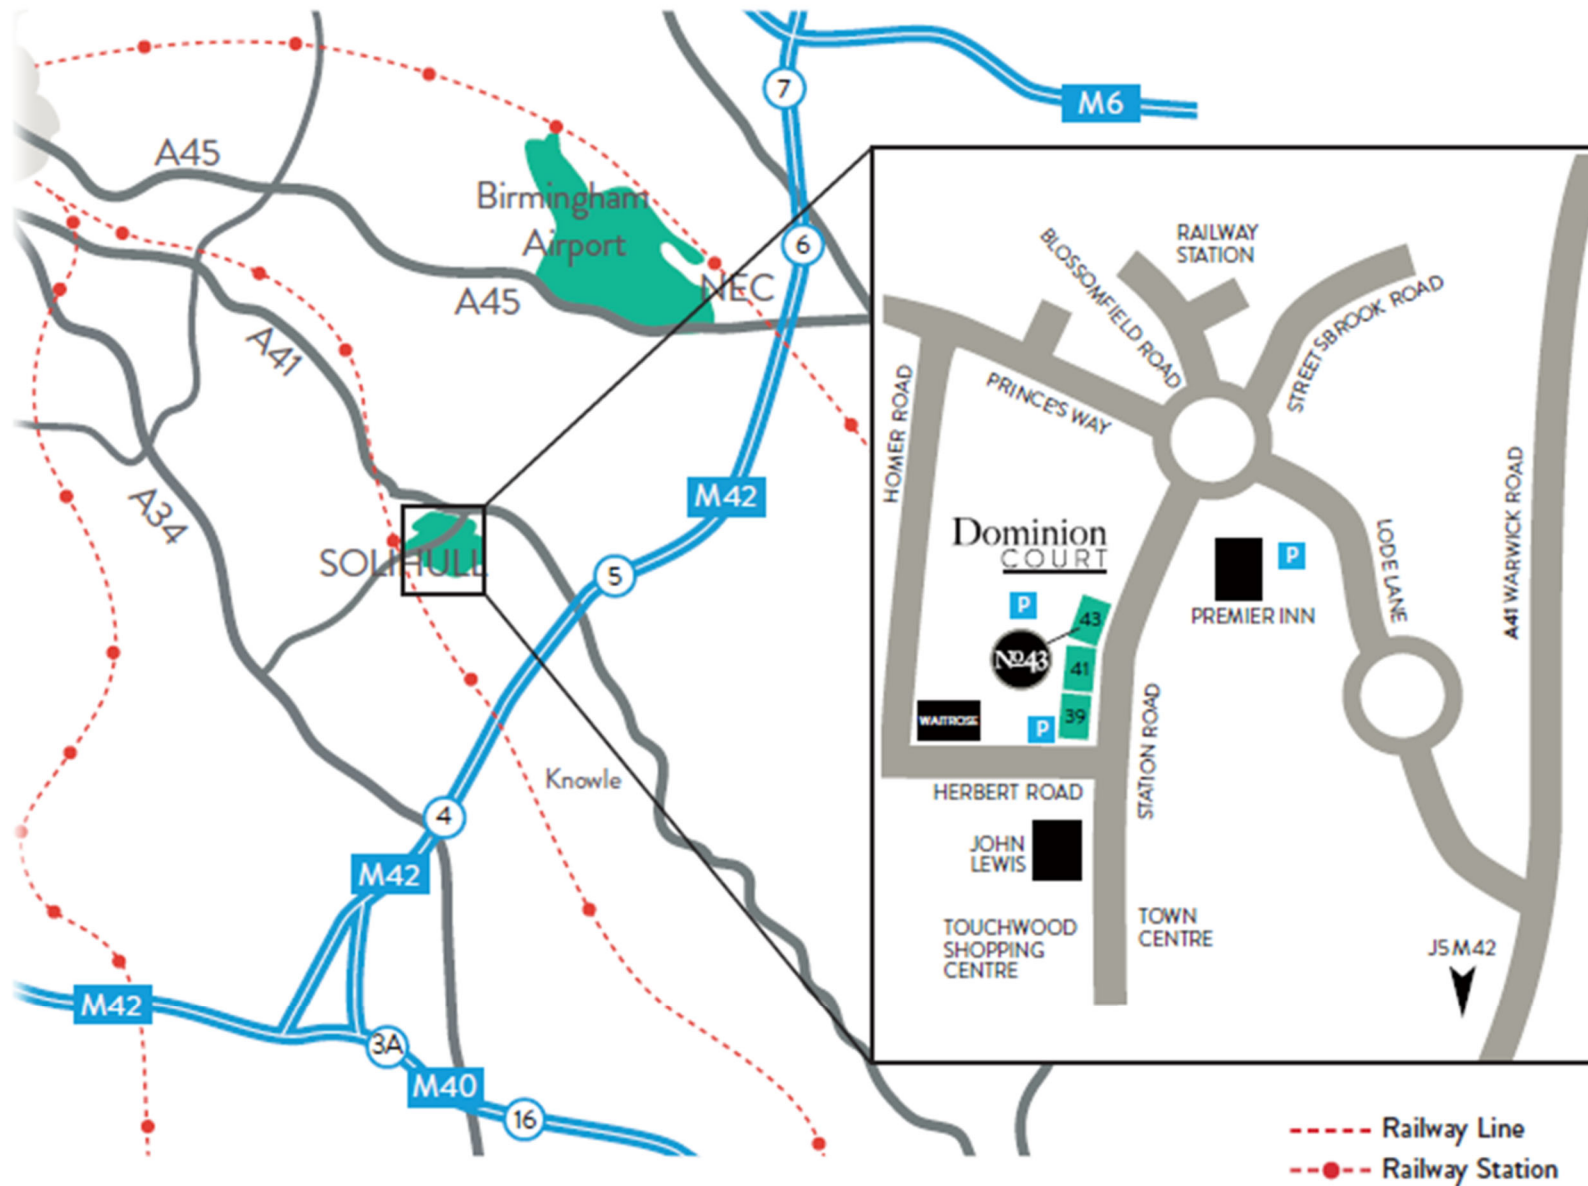 7
M6
A45
Birmingham
Airport
6
A45
NEC
A41
M42
A34
SOLIHULL
5
Knowle
4
M42
M42
3A
M40
16
RAILWAY
STATION
BLOSSOMFIELD ROAD
STREETSBROOK ROAD
PRINCE'S WAY
HOMER ROAD
Dominion
COURT
P
P
PREMIER INN
LODE LANE
A41 WARWICK ROAD
43
No43
41
39
P
WAITROSE
STATION ROAD
HERBERT ROAD
JOHN
LEWIS
TOUCHWOOD
SHOPPING
CENTRE
TOWN
CENTRE
J5 M42
Railway Line
Railway Station